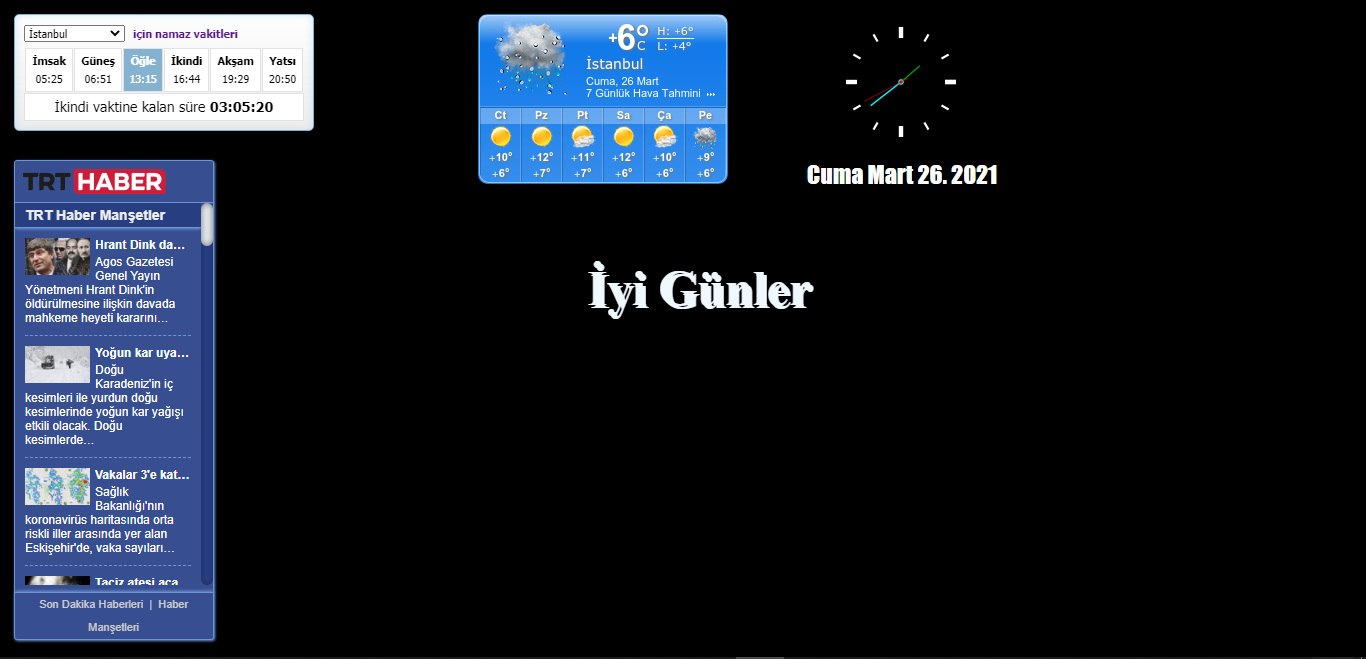 İstanbul için namaz vakitleri
İmsak Güneş Öğle İkindi Akşam Yatsı
05:25 06:51 13:15 16:44 19:29 20:50
İkindi vaktine kalan süre 03:05:20
TRT HABER
TRT Haber Manşetler
Hrant Dink da...
Agos Gazetesi
Genel Yayın
Yönetmeni Hrant Dink'in
öldürülmesine ilişkin davada
mahkeme heyeti kararını...
Yoğun kar uya...
Doğu
Karadeniz'in iç
kesimleri ile yurdun doğu
kesimlerinde yoğun kar yağışı
etkili olacak. Doğu
kesimlerde...
Vakalar 3'e kat...
Sağlık
Bakanlığı'nın
koronavirüs haritasında orta
riskli iller arasında yer alan
Eskişehir'de, vaka sayıları...
Taciz ateşi aça
Son Dakika Haberleri | Haber
Manşetleri
+6° C
H: +6°
L: +4°
İstanbul
Cuma, 26 Mart
7 Günlük Hava Tahmini ...
Ct Pz Pt Sa Ça Pe
+10° +12° +11° +12° +10° +9°
+6° +7° +7° +6° +6° +6°
Cuma Mart 26. 2021
İyi Günler